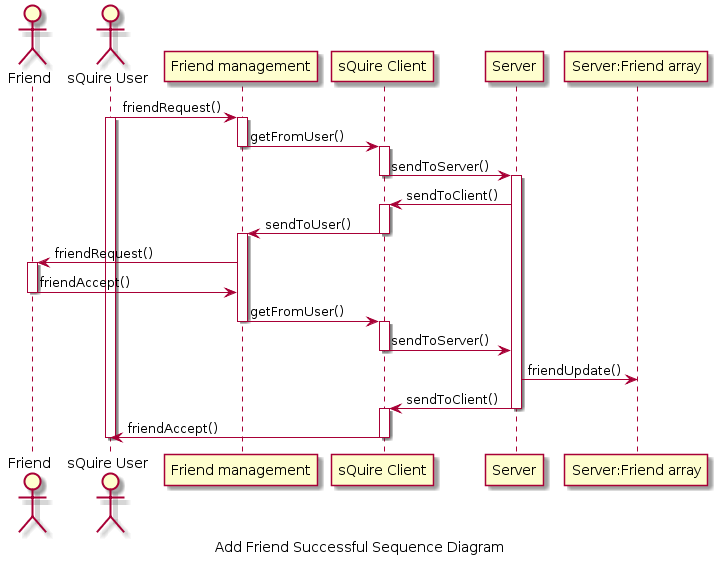 Friend
sQuire User
Friend management
sQuire Client
Server
Server:Friend array
friendRequest()
getFromUser()
sendToServer()
sendToClient()
sendToUser()
friendRequest()
friendAccept()
getFromUser()
sendToServer()
friendUpdate()
sendToClient()
friendAccept()
Friend
sQuire User
Friend management
sQuire Client
Server
Server:Friend array
Add Friend Successful Sequence Diagram